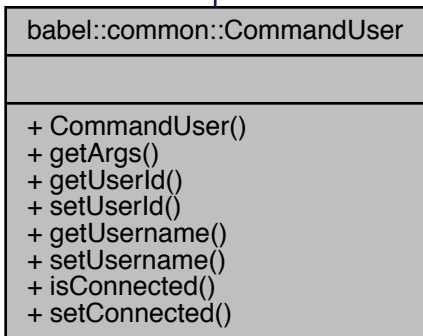 babel::common::CommandUser
+ CommandUser()
+ getArgs()
+ getUserId()
+ setUserId()
+ getUsername()
+ setUsername()
+ isConnected()
+ setConnected()